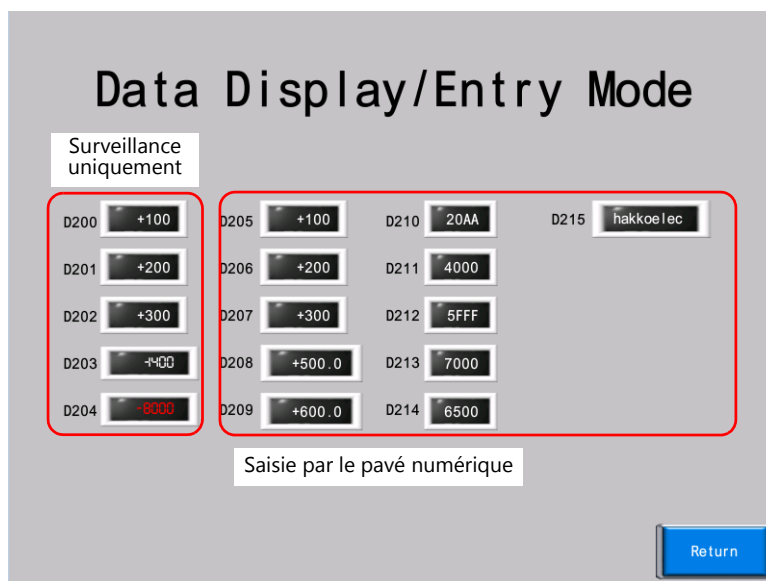 Data Display/Entry Mode
Surveillance
uniquement
D200 +100 D205 +100 D210 20AA D215 hakkoelec
D201 +200 D206 +200 D211 4000
D202 +300 D207 +300 D212 5FFF
D203 -1400 D208 +500.0 D213 7000
D204 -8000 D209 +600.0 D214 6500
Saisie par le pavé numérique
Return